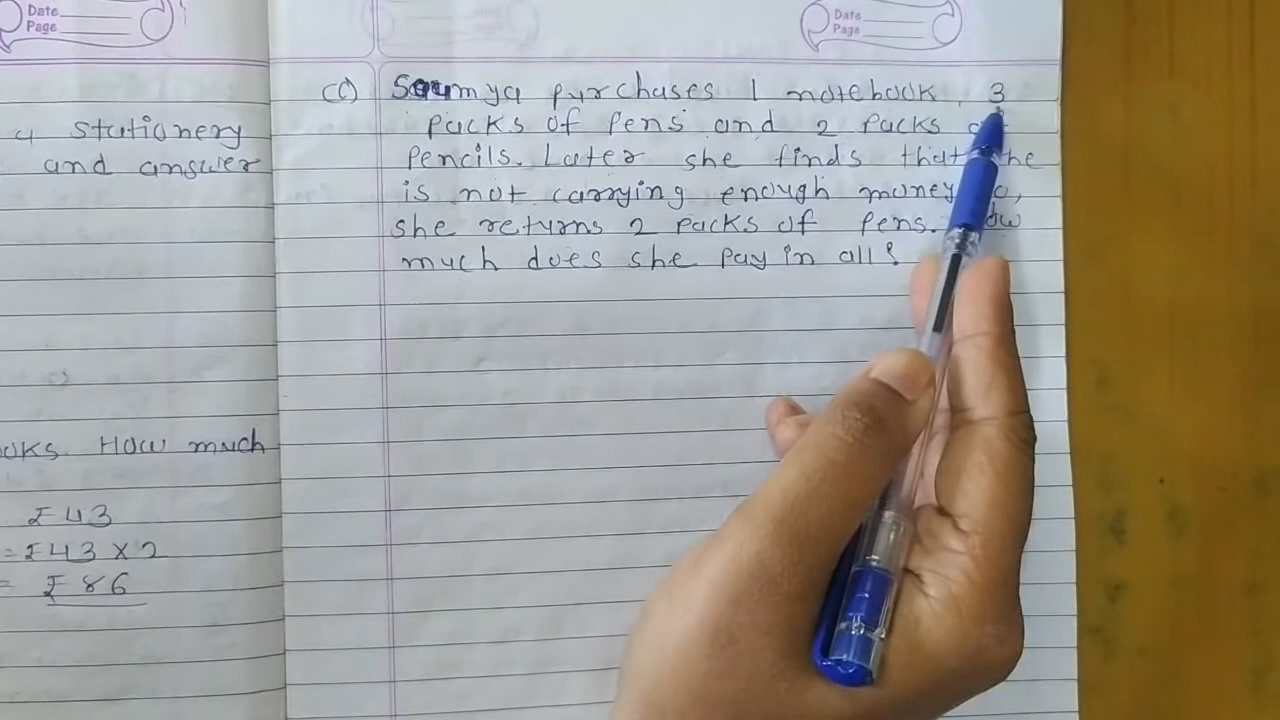 Date
Page
Date
Page
a stationery
and answer
ooks. How much
₹ 43
= ₹ 43 × 2
= ₹ 86
(c) Soumya purchases 1 notebook, 3
packs of pens and 2 packs
pencils. Later she finds that
is not carrying enough money
she returns 2 packs of pens.
much does she pay in all?